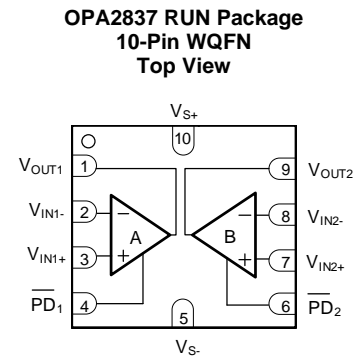 OPA2837 RUN Package
10-Pin WQFN
Top View
VS+
10
VOUT1 1 9 VOUT2
VIN1- 2 − − 8 VIN2-
A B
VIN1+ 3 + + 7 VIN2+
PD1 4 6 PD2
5
VS-